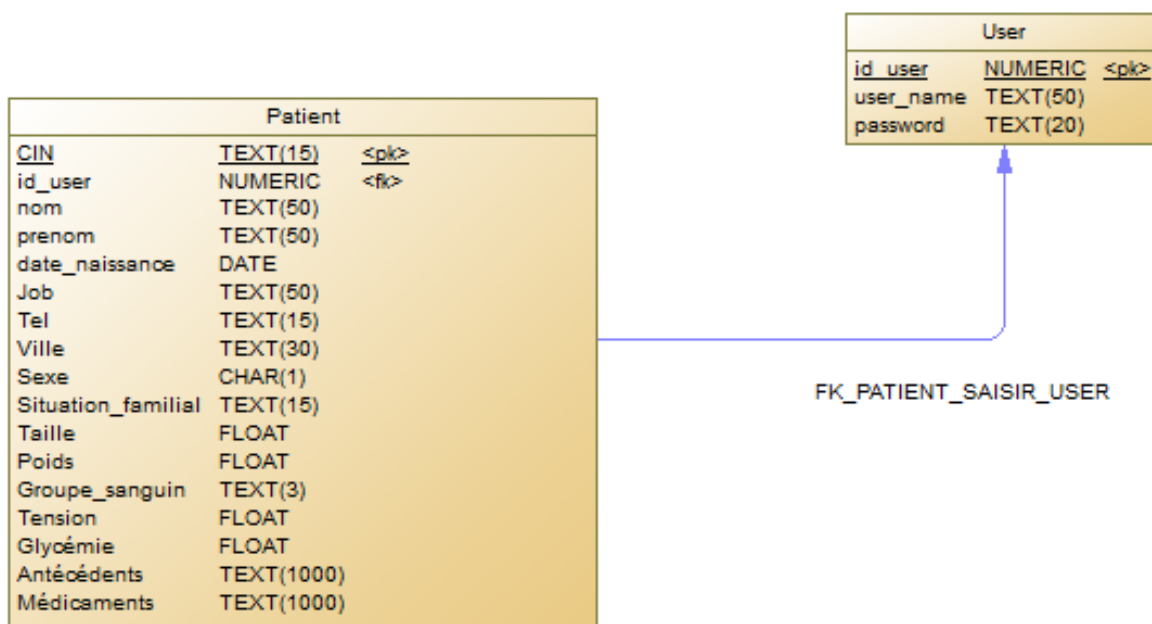 User
id_user NUMERIC <pk>
user_name TEXT(50)
password TEXT(20)
Patient
CIN TEXT(15) <pk>
id_user NUMERIC <fk>
nom TEXT(50)
prenom TEXT(50)
date_naissance DATE
Job TEXT(50)
Tel TEXT(15)
Ville TEXT(30)
Sexe CHAR(1)
Situation_familial TEXT(15)
Taille FLOAT
Poids FLOAT
Groupe_sanguin TEXT(3)
Tension FLOAT
Glycémie FLOAT
Antécédents TEXT(1000)
Médicaments TEXT(1000)
FK_PATIENT_SAISIR_USER